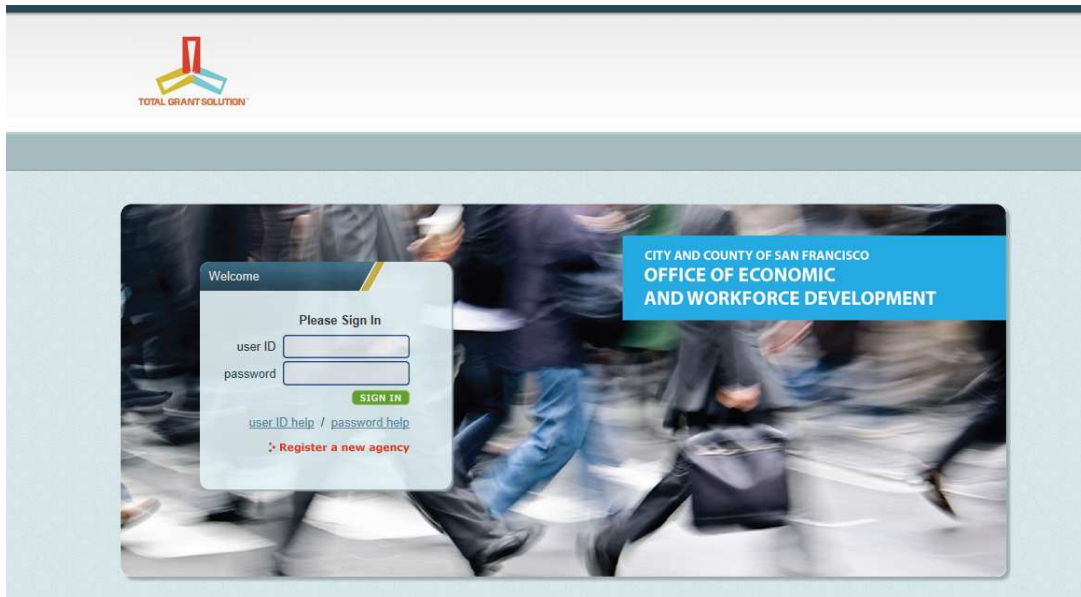 TOTAL GRANT SOLUTION
CITY AND COUNTY OF SAN FRANCISCO
OFFICE OF ECONOMIC
AND WORKFORCE DEVELOPMENT
Welcome
Please Sign In
user ID
password
SIGN IN
user ID help / password help
Register a new agency